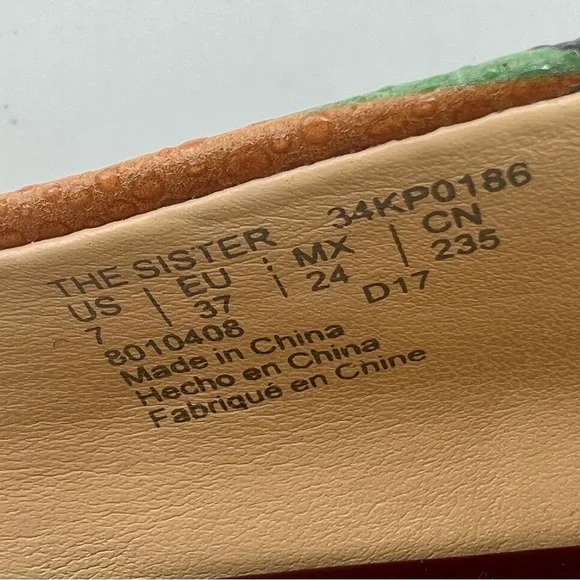 THE SISTER 34KP0186
US | EU | MX | CN
7 | 37 | 24 | 235
8010408 D17
Made in China
Hecho en China
Fabriqué en Chine